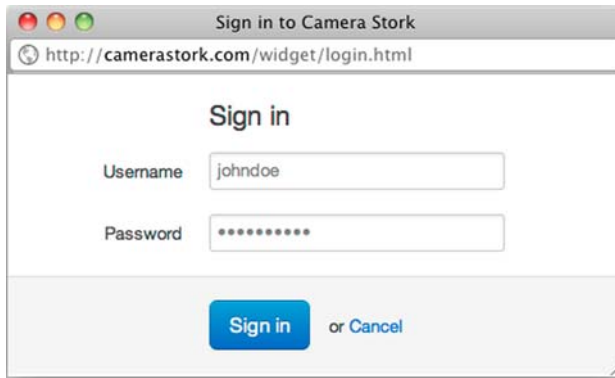 Sign in to Camera Stork
http://camerastork.com/widget/login.html
Sign in
Username johndoe
Password ••••••••••
Sign in or Cancel